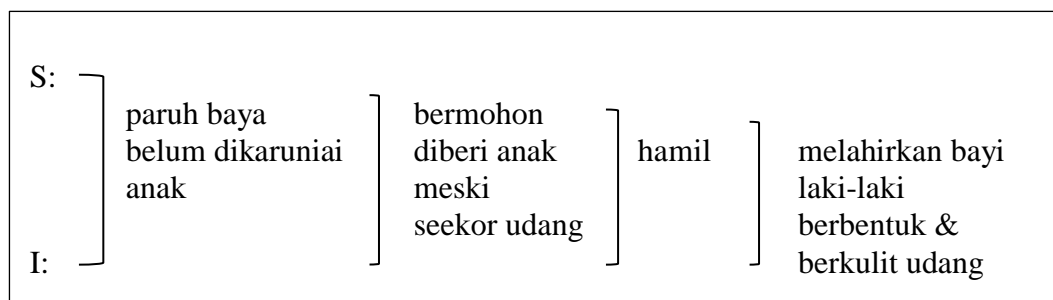 S:
paruh baya
belum dikaruniai
anak
bermohon
diberi anak
meski
seekor udang
hamil
melahirkan bayi
laki-laki
berbentuk &
berkulit udang
I: